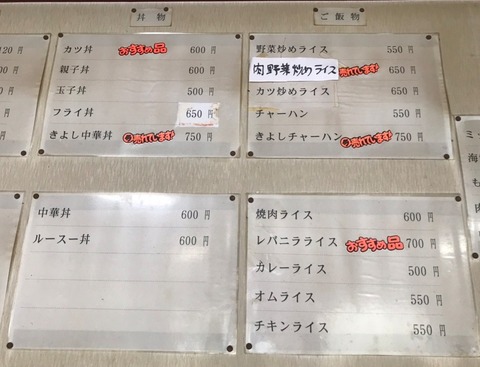 丼物
カツ丼 おすすめ品 600円
親子丼 600円
玉子丼 500円
フライ丼 650円
きよし中華丼 売れてます! 750円
中華丼 600円
ルースー丼 600円
ご飯物
野菜炒めライス 550円
肉野菜炒めライス 売れてます! 650円
カツ炒めライス 650円
チャーハン 550円
きよしチャーハン 売れてます! 750円
焼肉ライス 600円
レバニラライス おすすめ品 700円
カレーライス 500円
オムライス 550円
チキンライス 550円